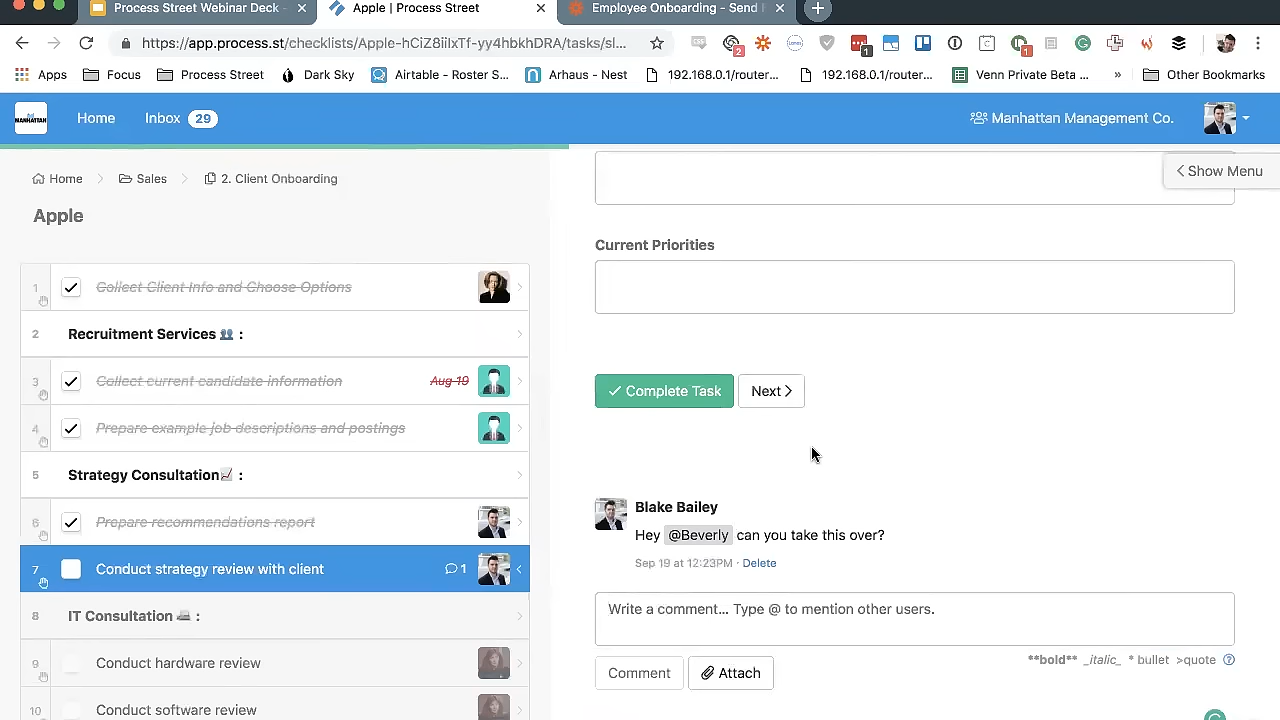 Process Street Webinar Deck -
Apple | Process Street
Employee Onboarding - Send
https://app.process.st/checklists/Apple-hCiZ8iiIxTf-yy4hbkhDRA/tasks/sl...
2
1
1
Apps
Focus
Process Street
Dark Sky
Airtable - Roster S...
Arhaus - Nest
192.168.0.1/router...
192.168.0.1/router...
Venn Private Beta ...
»
Other Bookmarks
MANHATTAN
Home
Inbox 29
Manhattan Management Co.
Home
Sales
2. Client Onboarding
Show Menu
Apple
Current Priorities
1 Collect Client Info and Choose Options
2 Recruitment Services :
3 Collect current candidate information Aug 19
4 Prepare example job descriptions and postings
5 Strategy Consultation :
6 Prepare recommendations report
7 Conduct strategy review with client 1
8 IT Consultation :
9 Conduct hardware review
10 Conduct software review
Complete Task
Next
Blake Bailey
Hey @Beverly can you take this over?
Sep 19 at 12:23PM · Delete
Write a comment... Type @ to mention other users.
**bold** _italic_ * bullet >quote
Comment
Attach